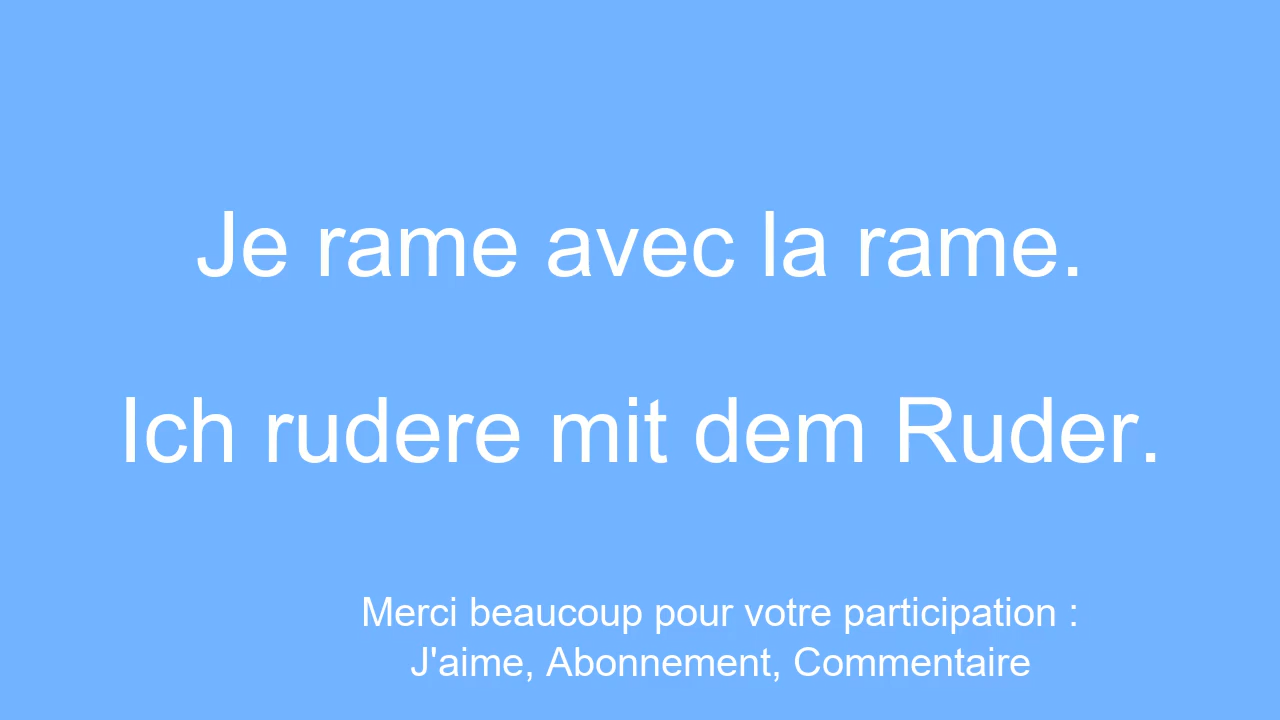 Je rame avec la rame.
Ich rudere mit dem Ruder.
Merci beaucoup pour votre participation :
J'aime, Abonnement, Commentaire